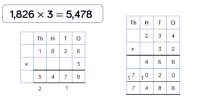 1,826 × 3 = 5,478
Th H T O
1 8 2 6
× 3
5 4 7 8
2 1
Th H T O
2 3 4
× 3 2
4 6 8
7 1 0 2 0
7 4 8 8